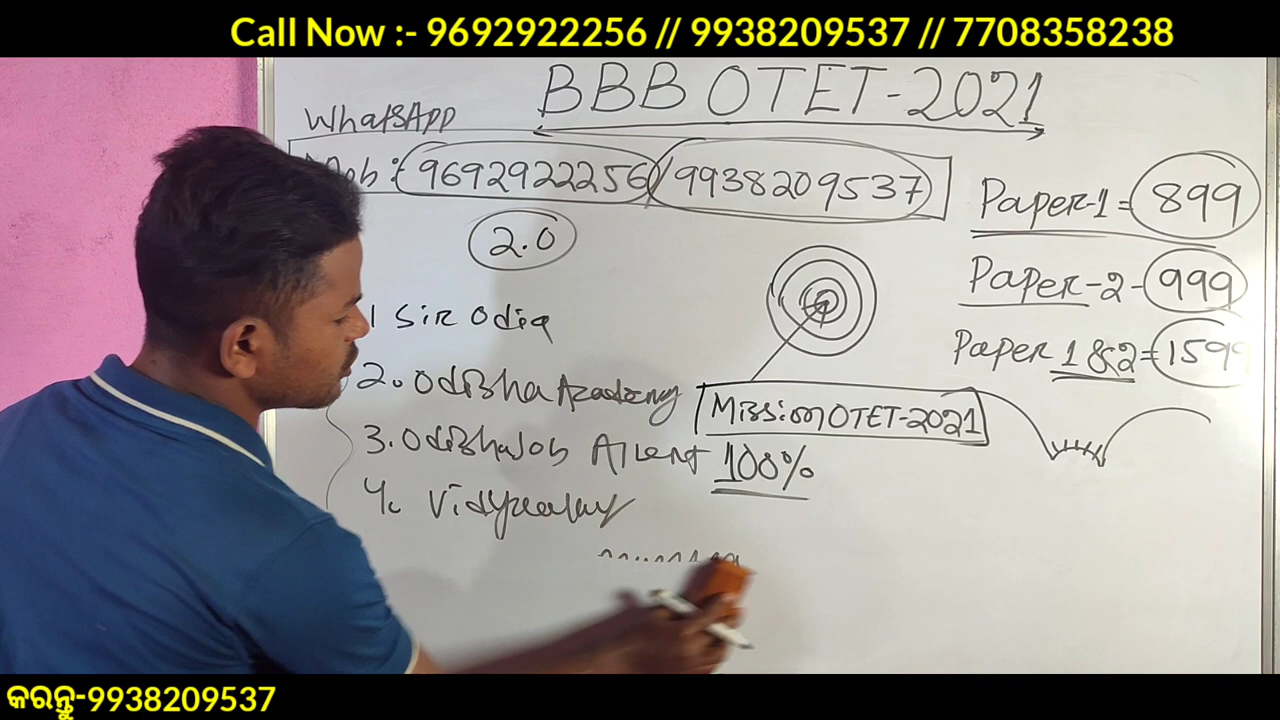 Call Now :- 9692922256 // 9938209537 // 7708358238
BBB OTET-2021
WhatsAPP
Mob: 9692922256 / 9938209537
2.0
Paper-1 = 899
Paper-2 - 999
Paper 1 & 2 = 1599
1 Sir Odia
2. Odisha Academy
Mission OTET-2021
3. Odisha Job Alert 100%
4.
କରନ୍ତୁ-9938209537